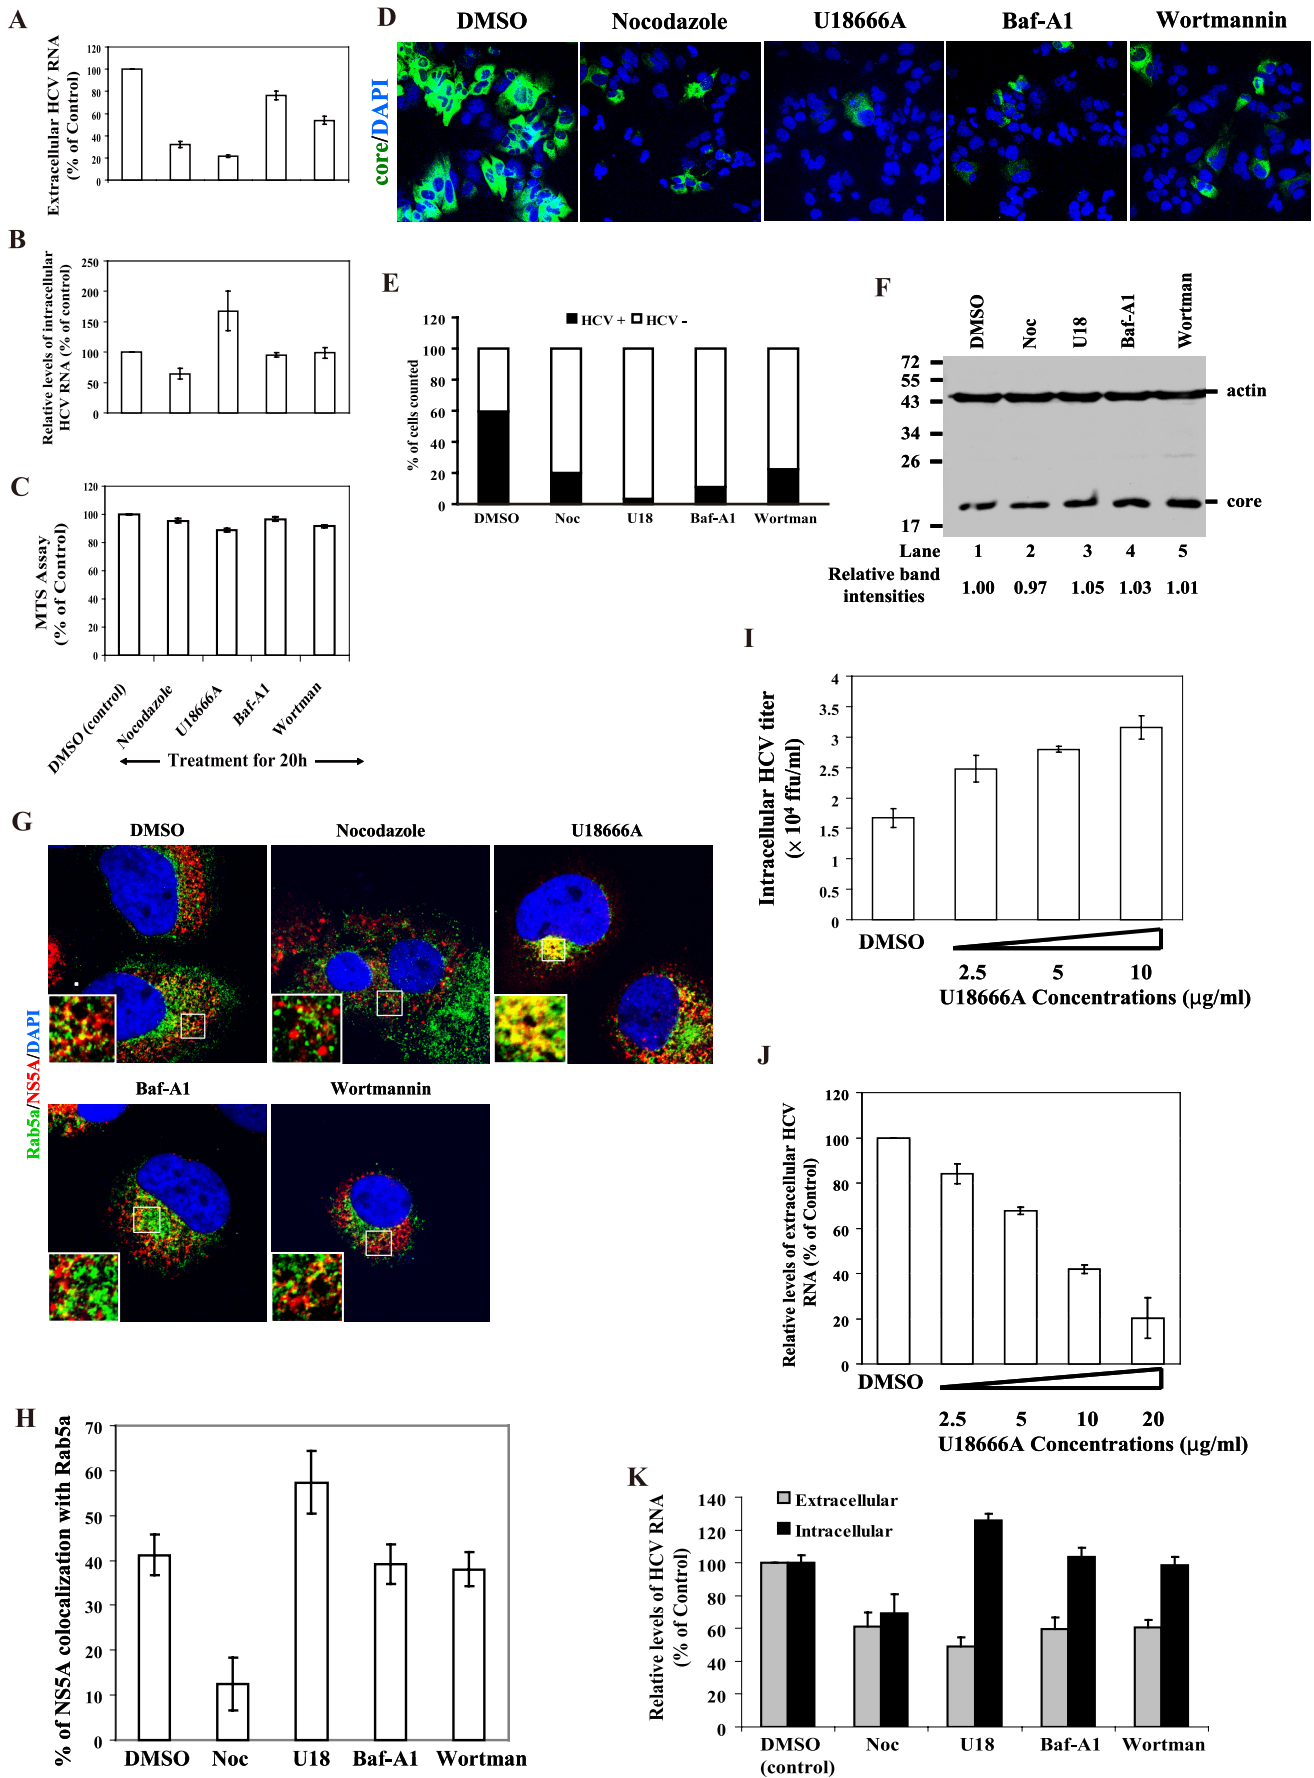 A
Extracellular HCV RNA
(% of Control)
120
100
80
60
40
20
0
B
Relative levels of intracellular
HCV RNA (% of control)
250
200
150
100
50
0
C
MTS Assay
(% of Control)
120
100
80
60
40
20
0
DMSO (control)
Nocodazole
U18666A
Baf-A1
Wortman
Treatment for 20h
D
DMSO
Nocodazole
U18666A
Baf-A1
Wortmannin
core/DAPI
E
HCV + HCV -
% of cells counted
120
100
80
60
40
20
0
DMSO
Noc
U18
Baf-A1
Wortman
F
DMSO
Noc
U18
Baf-A1
Wortman
72
55
43
34
26
17
actin
core
Lane 1 2 3 4 5
Relative band
intensities
1.00 0.97 1.05 1.03 1.01
G
DMSO
Nocodazole
U18666A
Baf-A1
Wortmannin
Rab5a/NS5A/DAPI
H
% of NS5A colocalization with Rab5a
70
60
50
40
30
20
10
0
DMSO
Noc
U18
Baf-A1
Wortman
I
Intracellular HCV titer
(× 10⁴ ffu/ml)
4
3.5
3
2.5
2
1.5
1
0.5
0
DMSO
2.5 5 10
U18666A Concentrations (µg/ml)
J
Relative levels of extracellular HCV
RNA (% of Control)
120
100
80
60
40
20
0
DMSO
2.5 5 10 20
U18666A Concentrations (µg/ml)
K
Relative levels of HCV RNA
(% of Control)
140
120
100
80
60
40
20
0
Extracellular
Intracellular
DMSO
(control)
Noc
U18
Baf-A1
Wortman